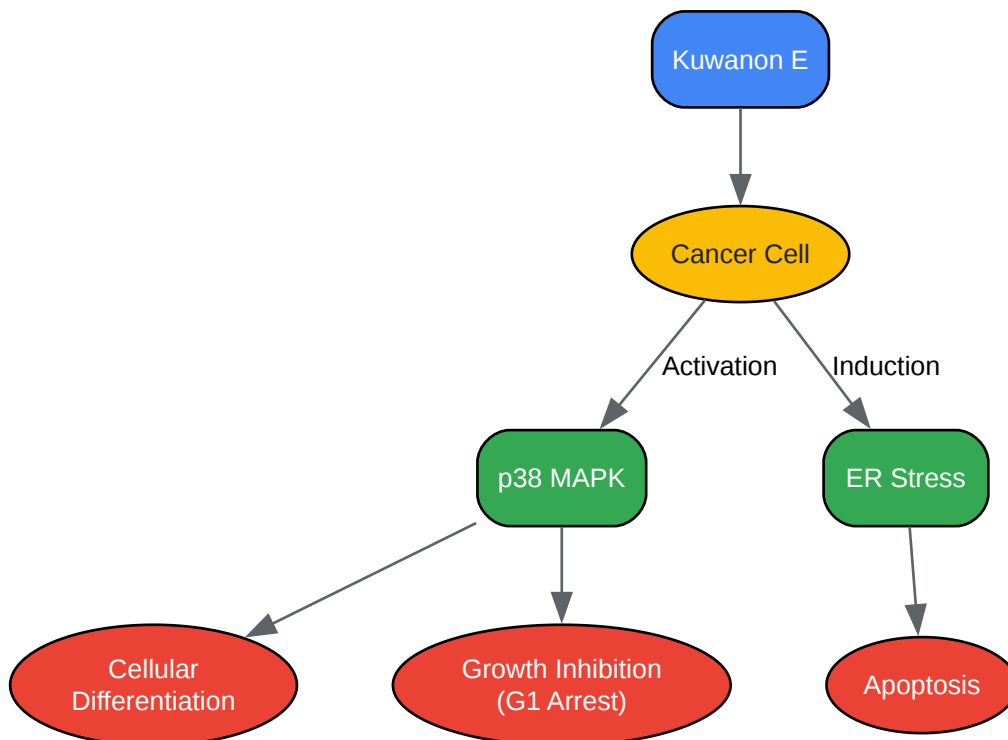 Kuwanon E
Cancer Cell
Activation
Induction
p38 MAPK
ER Stress
Cellular
Differentiation
Growth Inhibition
(G1 Arrest)
Apoptosis